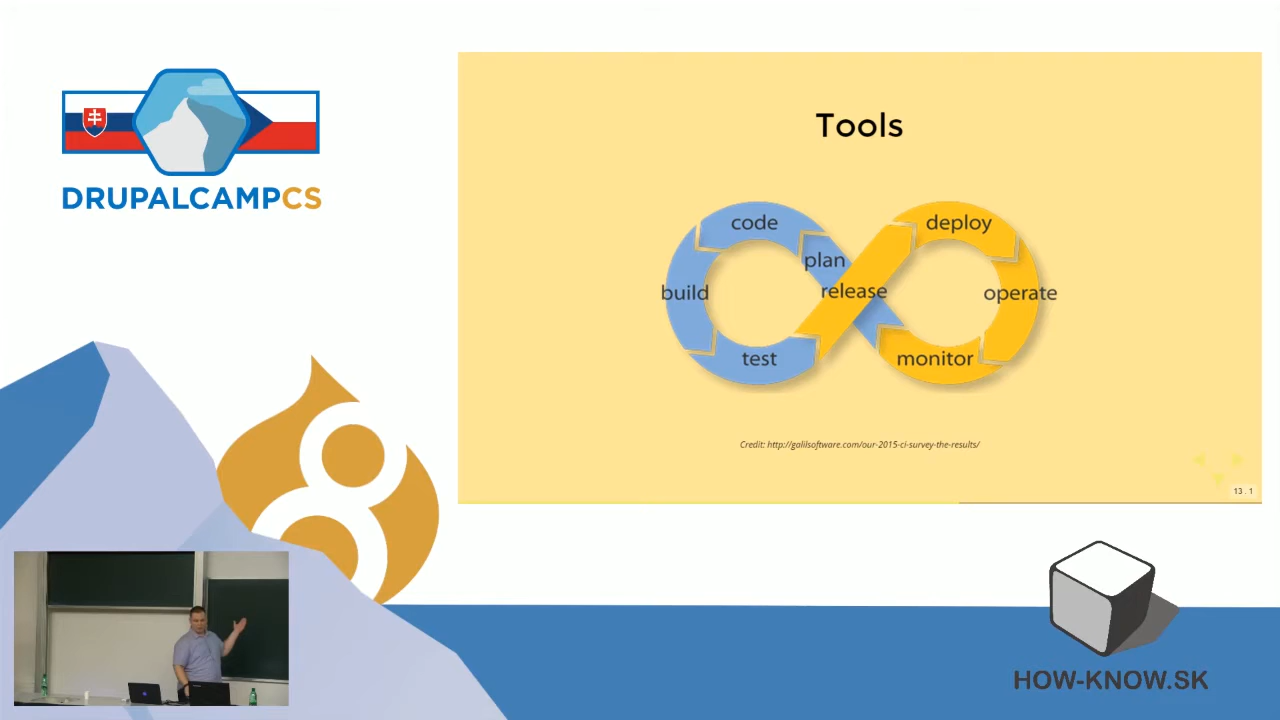 DRUPALCAMPCS
Tools
code
deploy
plan
build
release
operate
test
monitor
Credit: http://galilsoftware.com/our-2015-ci-survey-the-results/
13.1
8
HOW-KNOW.SK